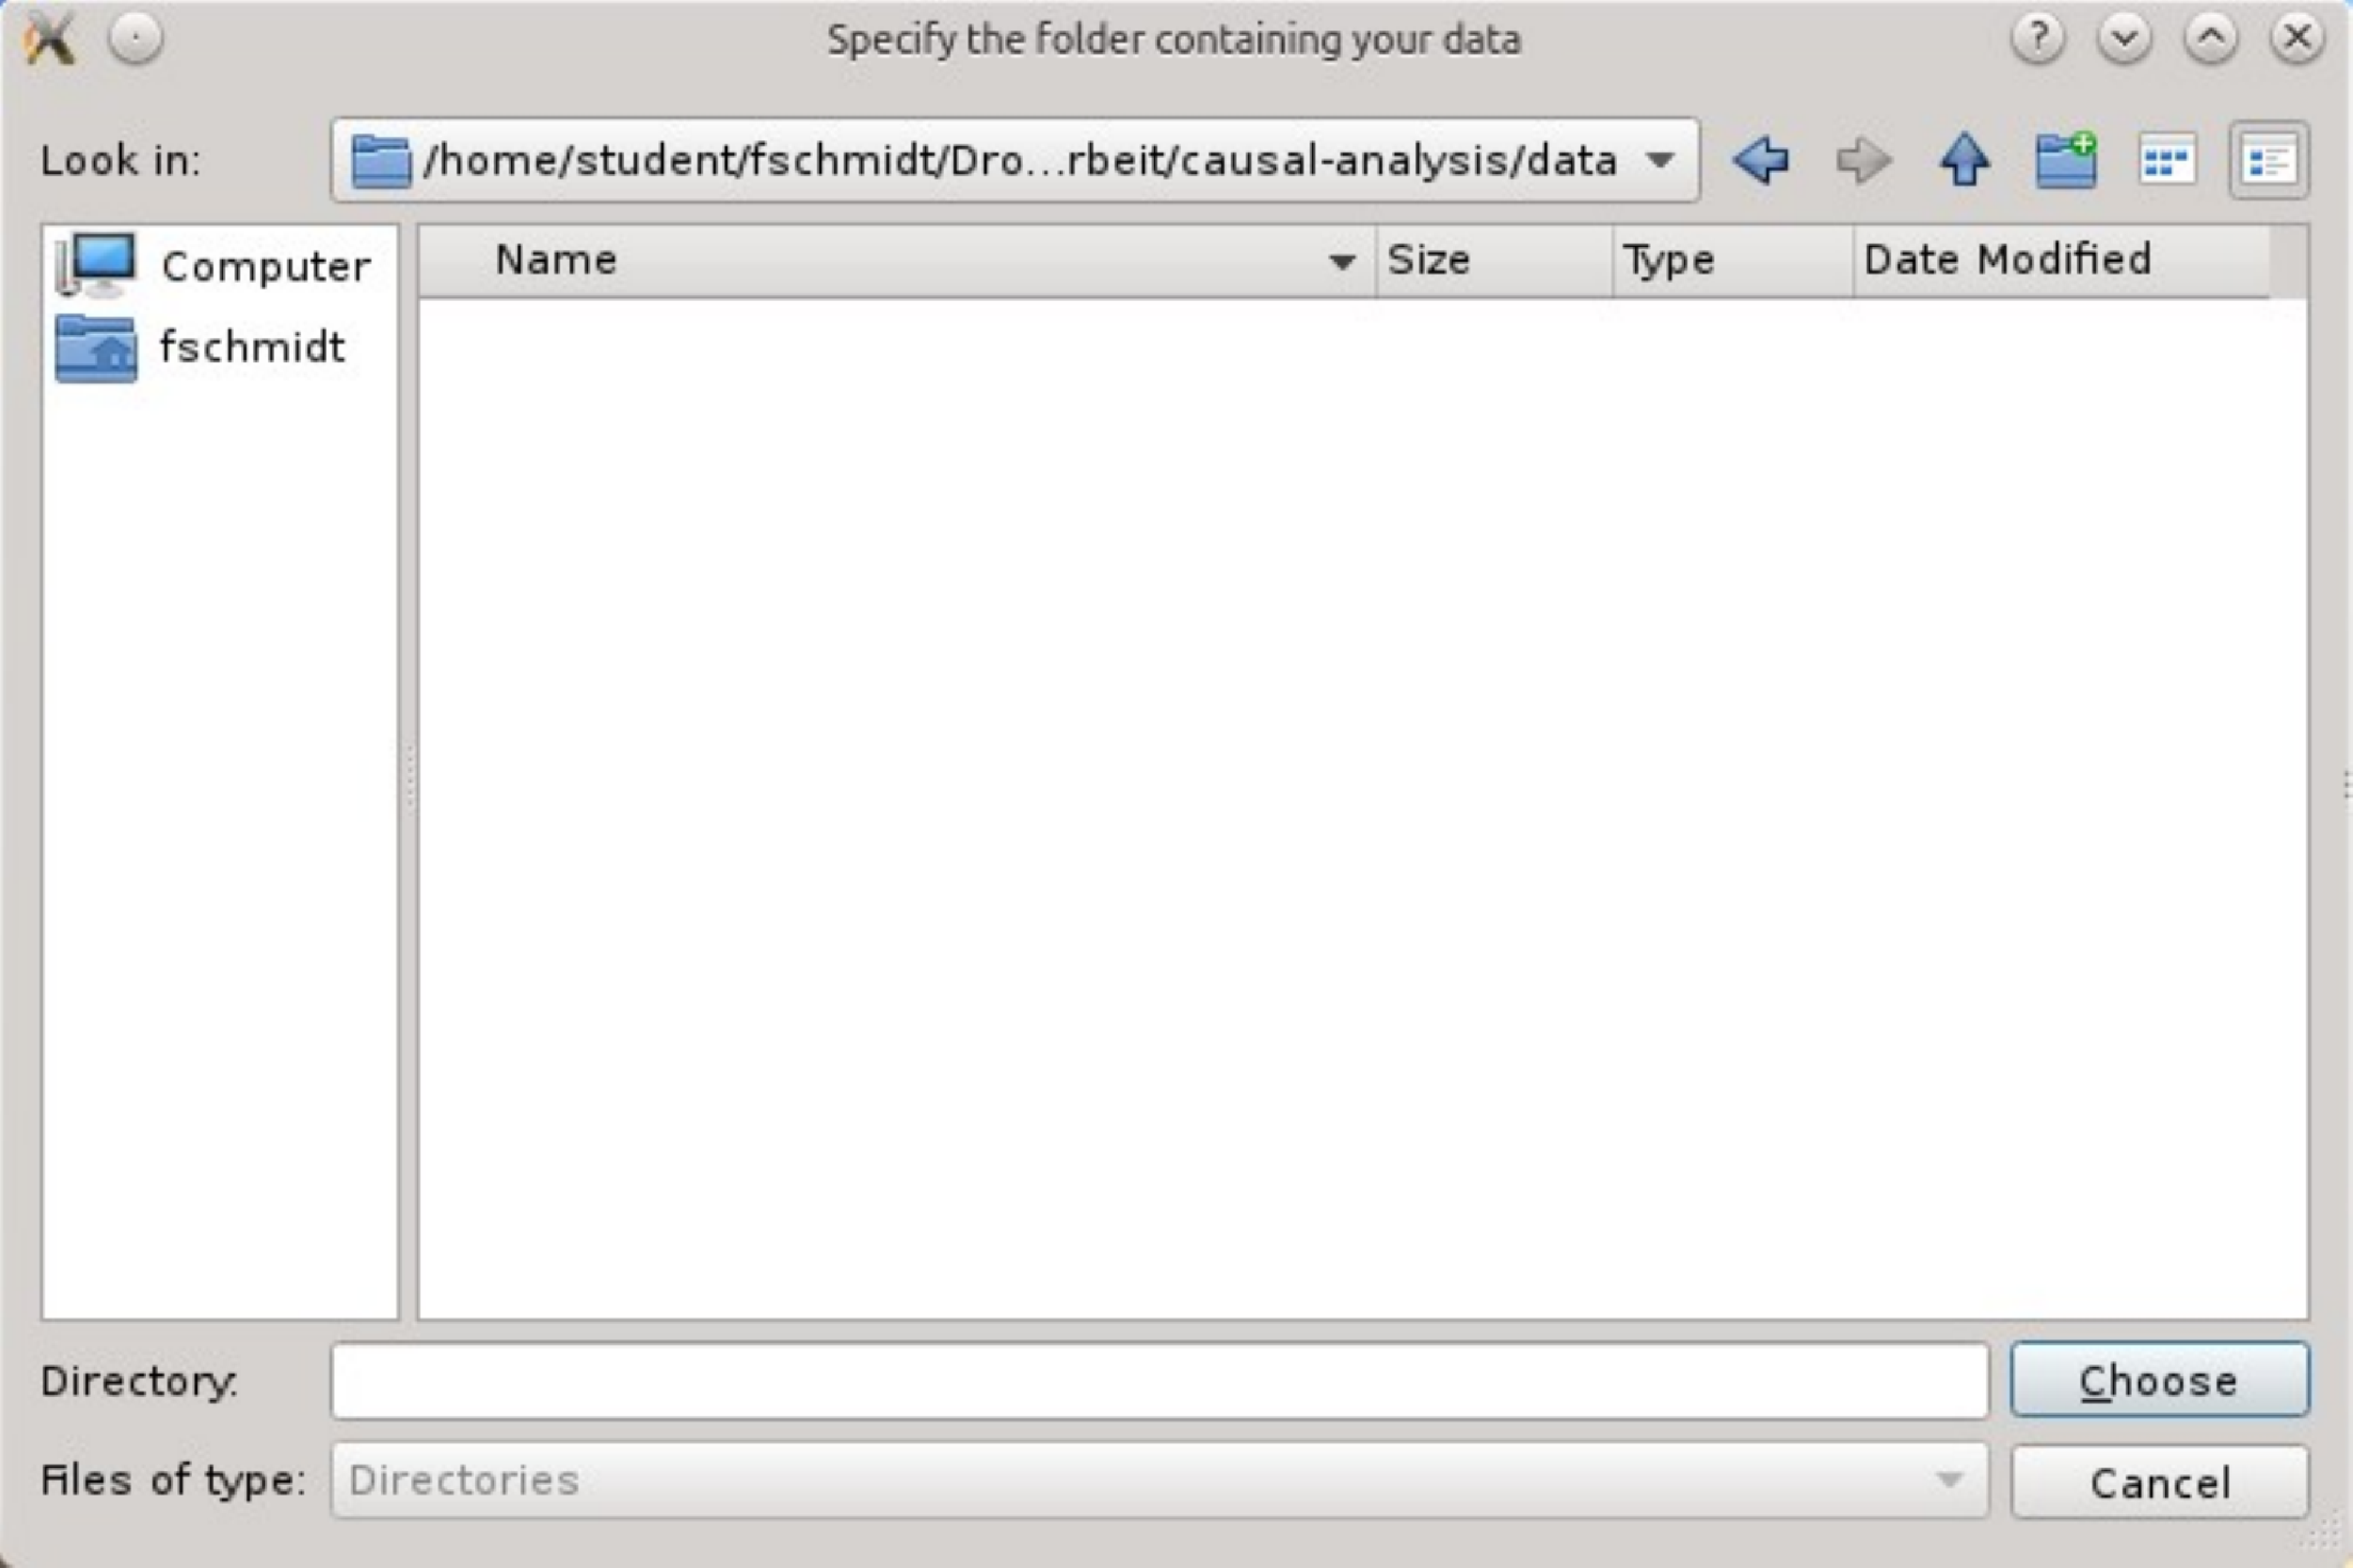 Specify the folder containing your data
Look in: /home/student/fschmidt/Dro...rbeit/causal-analysis/data
Computer
fschmidt
Name Size Type Date Modified
Directory: Choose
Files of type: Directories Cancel